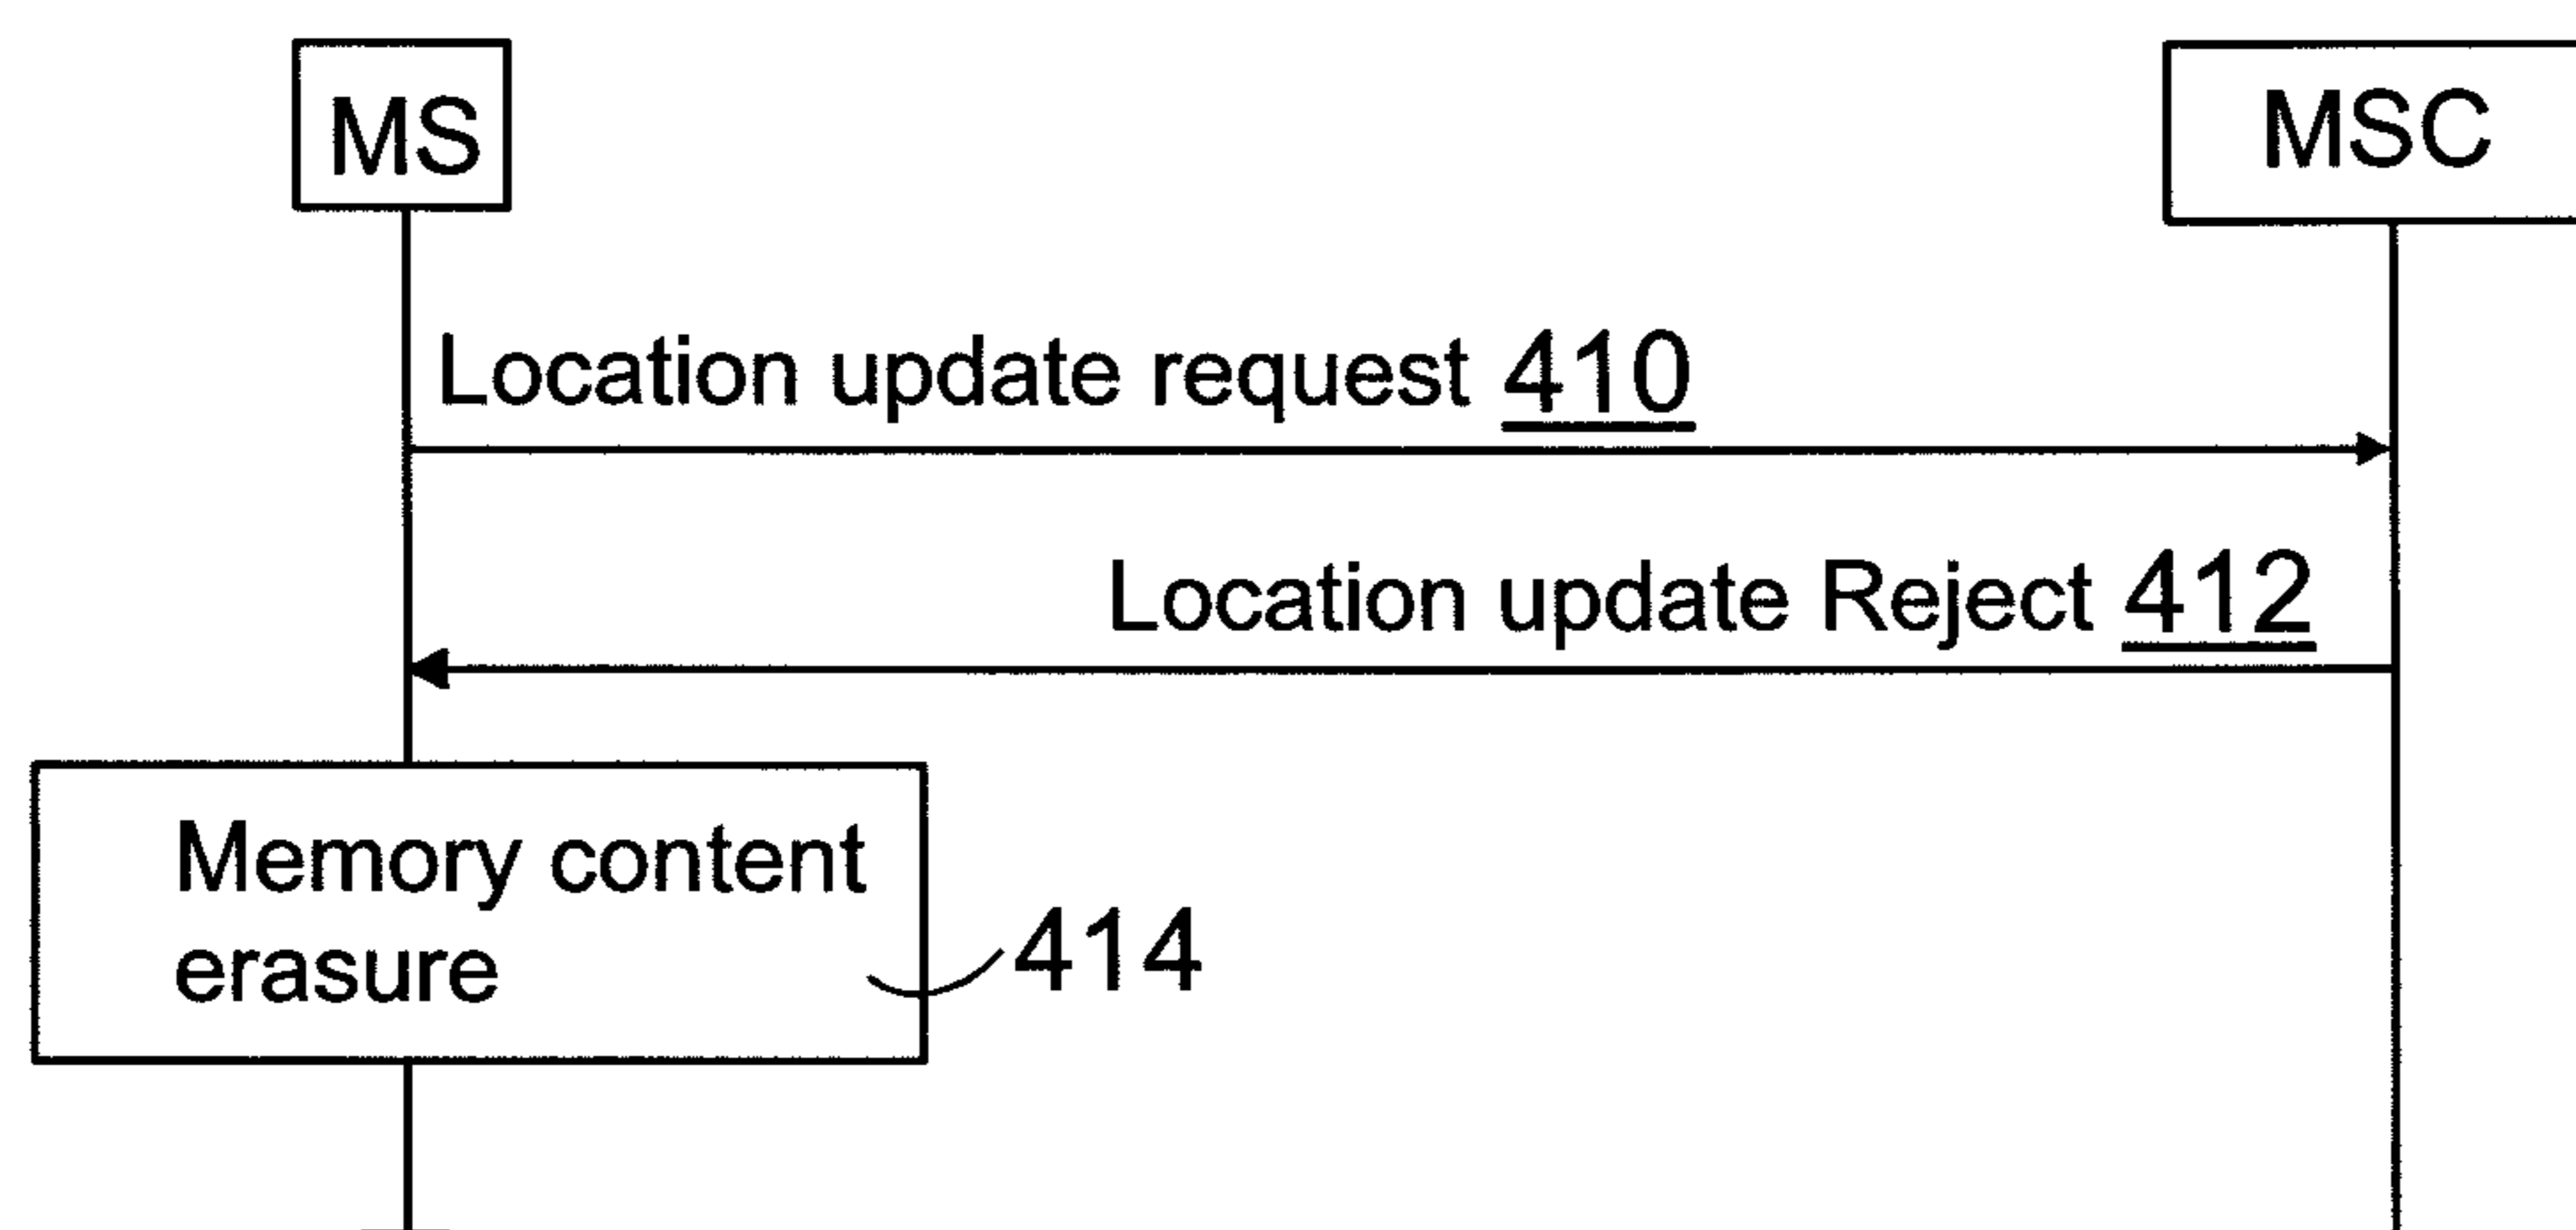 MS
MSC
Location update request 410
Location update Reject 412
Memory content
erasure
414